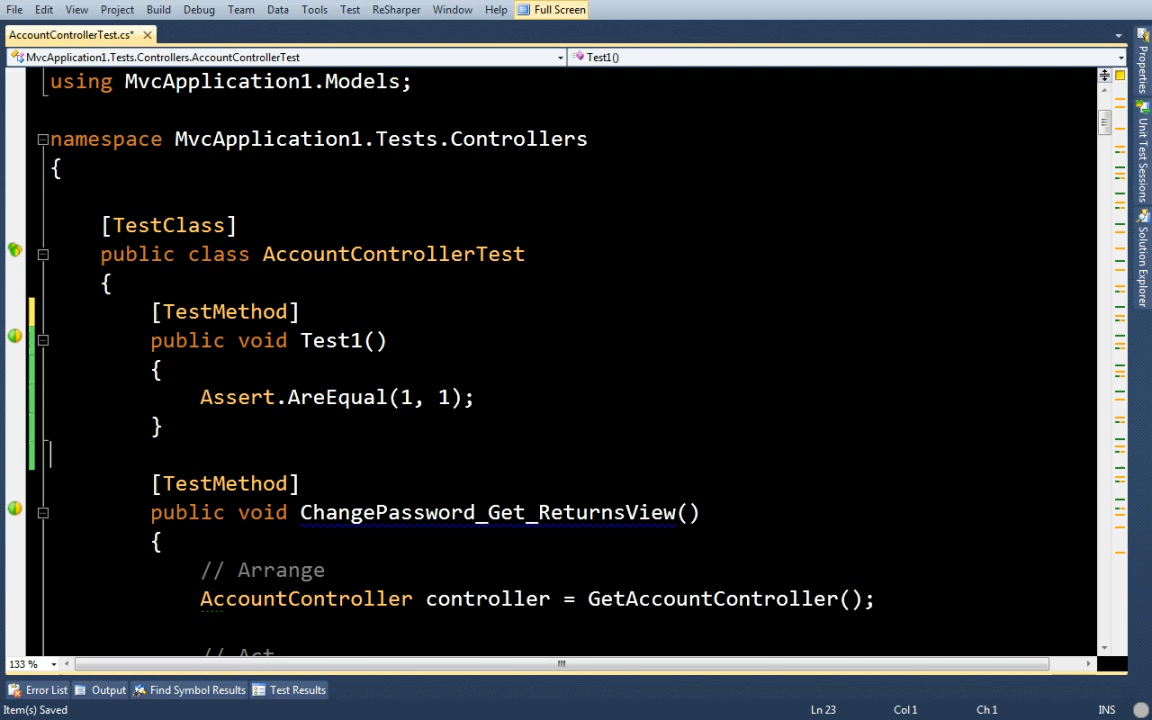 File Edit View Project Build Debug Team Data Tools Test ReSharper Window Help Full Screen
AccountControllerTest.cs*
MvcApplication1.Tests.Controllers.AccountControllerTest Test1()
using MvcApplication1.Models;
namespace MvcApplication1.Tests.Controllers
{
[TestClass]
public class AccountControllerTest
{
[TestMethod]
public void Test1()
{
Assert.AreEqual(1, 1);
}
[TestMethod]
public void ChangePassword_Get_ReturnsView()
{
// Arrange
AccountController controller = GetAccountController();
// Act
133 %
Error List Output Find Symbol Results Test Results
Item(s) Saved Ln 23 Col 1 Ch 1 INS
Properties
Unit Test Sessions
Solution Explorer